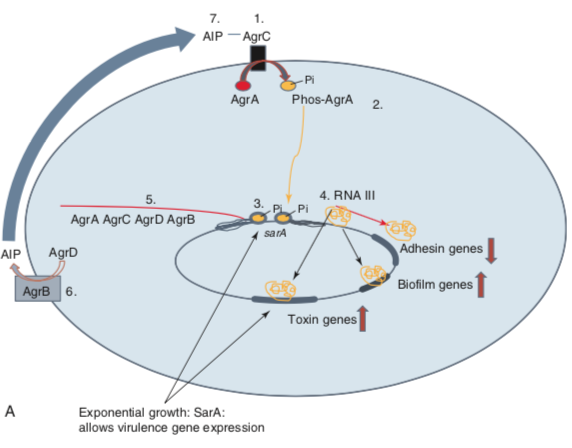 7. 1.
AIP AgrC
Pi
AgrA Phos-AgrA
2.
5. 3. Pi Pi 4. RNA III
AgrA AgrC AgrD AgrB
sarA
Adhesin genes
AIP AgrD
AgrB 6.
Biofilm genes
Toxin genes
A
Exponential growth: SarA:
allows virulence gene expression